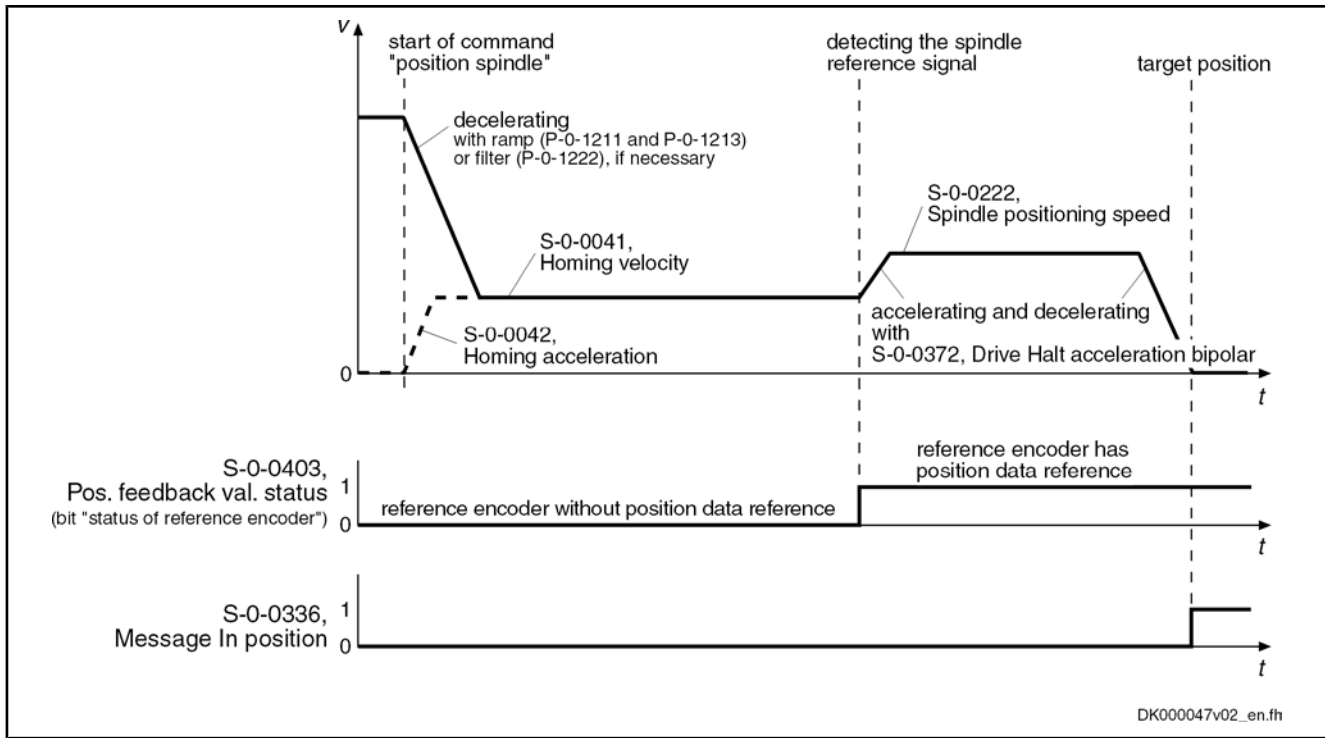 v
start of command
"position spindle"
detecting the spindle
reference signal
target position
decelerating
with ramp (P-0-1211 and P-0-1213)
or filter (P-0-1222), if necessary
S-0-0222,
Spindle positioning speed
S-0-0041,
Homing velocity
S-0-0042,
Homing acceleration
accelerating and decelerating
with
S-0-0372, Drive Halt acceleration bipolar
0
t
S-0-0403,
Pos. feedback val. status
(bit "status of reference encoder")
1
0
reference encoder without position data reference
reference encoder has
position data reference
t
S-0-0336,
Message In position
1
0
t
DK000047v02_en.fh